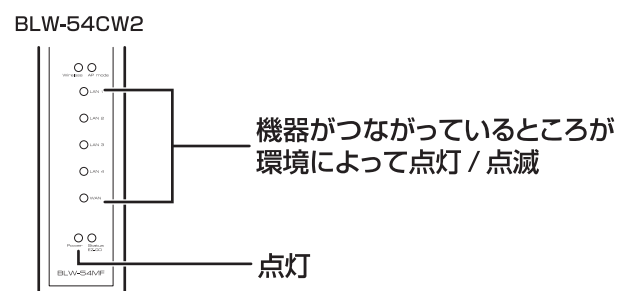 BLW-54CW2
Wireless AP mode
LAN 1
LAN 2
機器がつながっているところが
環境によって点灯 / 点滅
LAN 3
LAN 4
WAN
Power Status
点灯
BLW-54MF